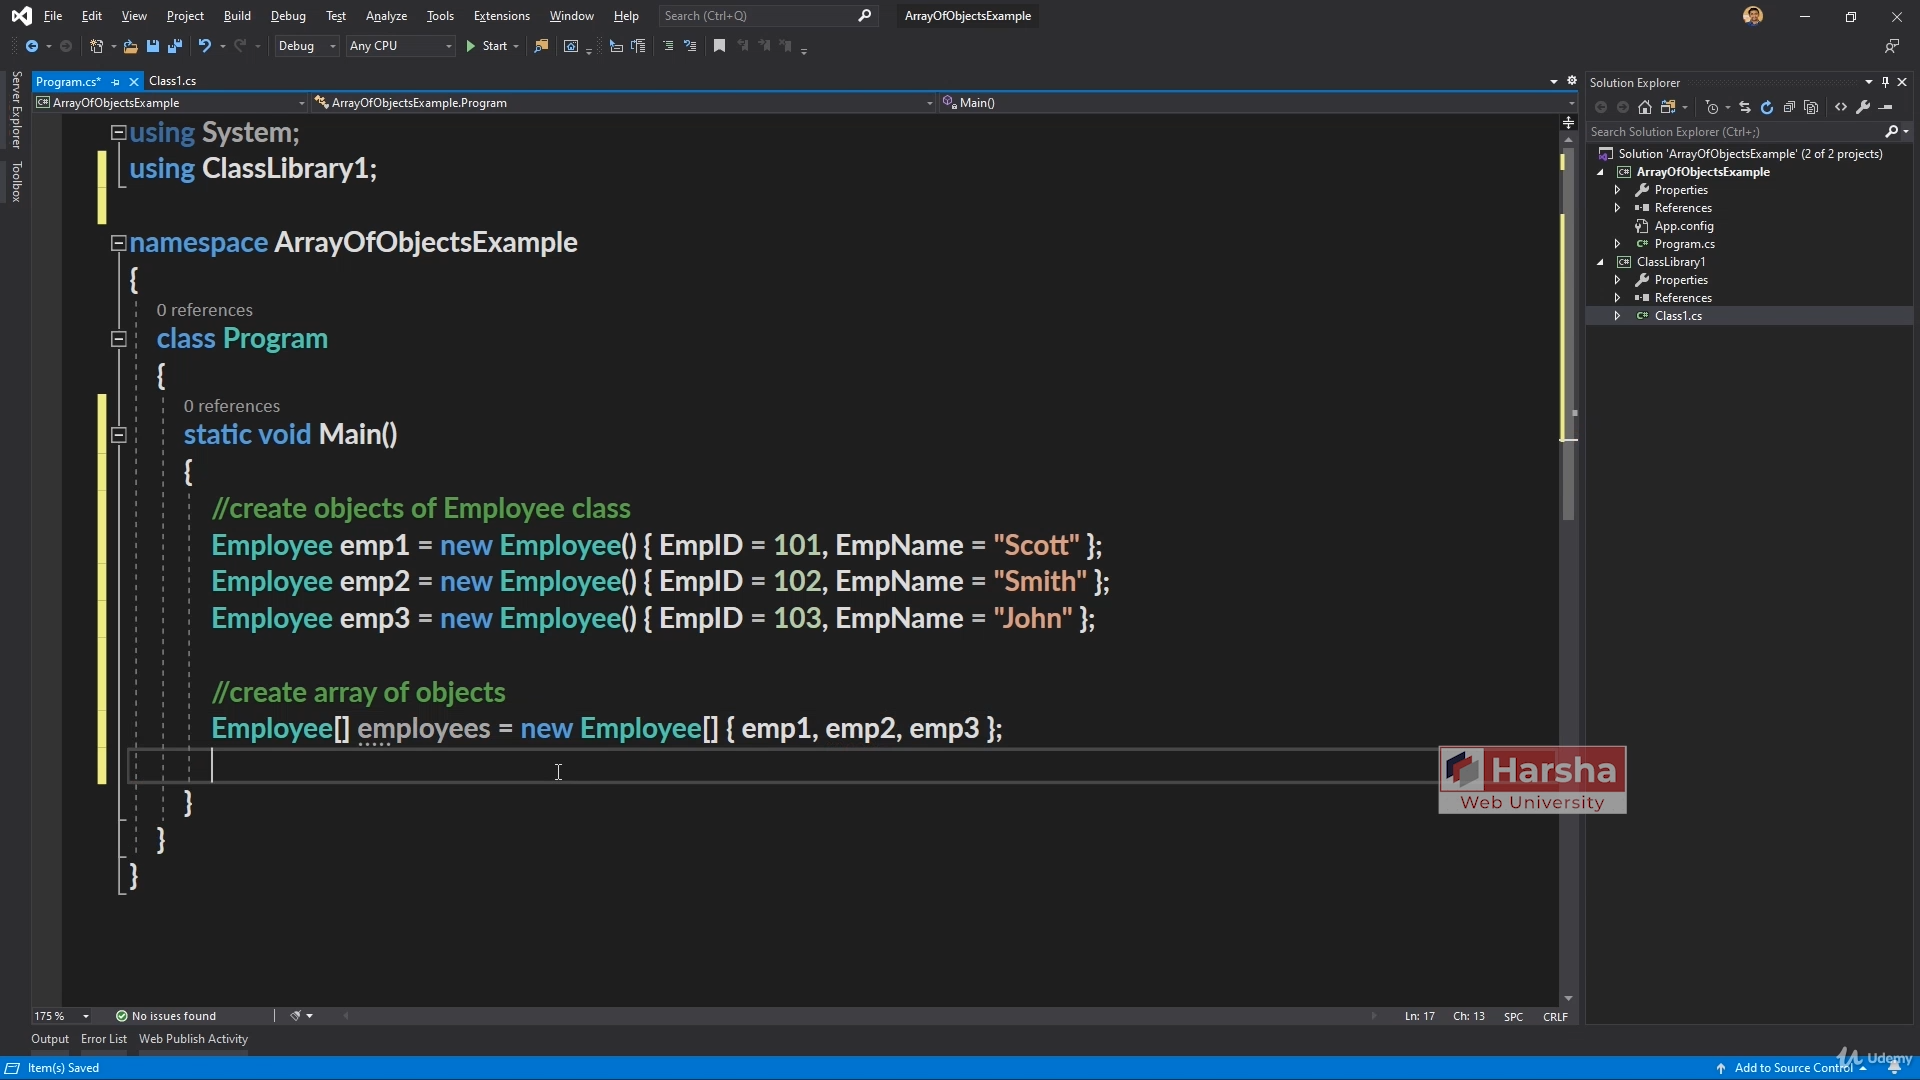 File Edit View Project Build Debug Test Analyze Tools Extensions Window Help Search (Ctrl+Q) ArrayOfObjectsExample
Debug Any CPU Start
Server Explorer
Toolbox
Program.cs* Class1.cs
ArrayOfObjectsExample ArrayOfObjectsExample.Program Main()
using System;
using ClassLibrary1;
namespace ArrayOfObjectsExample
{
0 references
class Program
{
0 references
static void Main()
{
//create objects of Employee class
Employee emp1 = new Employee() { EmpID = 101, EmpName = "Scott" };
Employee emp2 = new Employee() { EmpID = 102, EmpName = "Smith" };
Employee emp3 = new Employee() { EmpID = 103, EmpName = "John" };
//create array of objects
Employee[] employees = new Employee[] { emp1, emp2, emp3 };
}
}
}
Harsha
Web University
Solution Explorer
Search Solution Explorer (Ctrl+;)
Solution 'ArrayOfObjectsExample' (2 of 2 projects)
ArrayOfObjectsExample
Properties
References
App.config
Program.cs
ClassLibrary1
Properties
References
Class1.cs
175 % No issues found Ln: 17 Ch: 13 SPC CRLF
Output Error List Web Publish Activity
Item(s) Saved Add to Source Control
Udemy